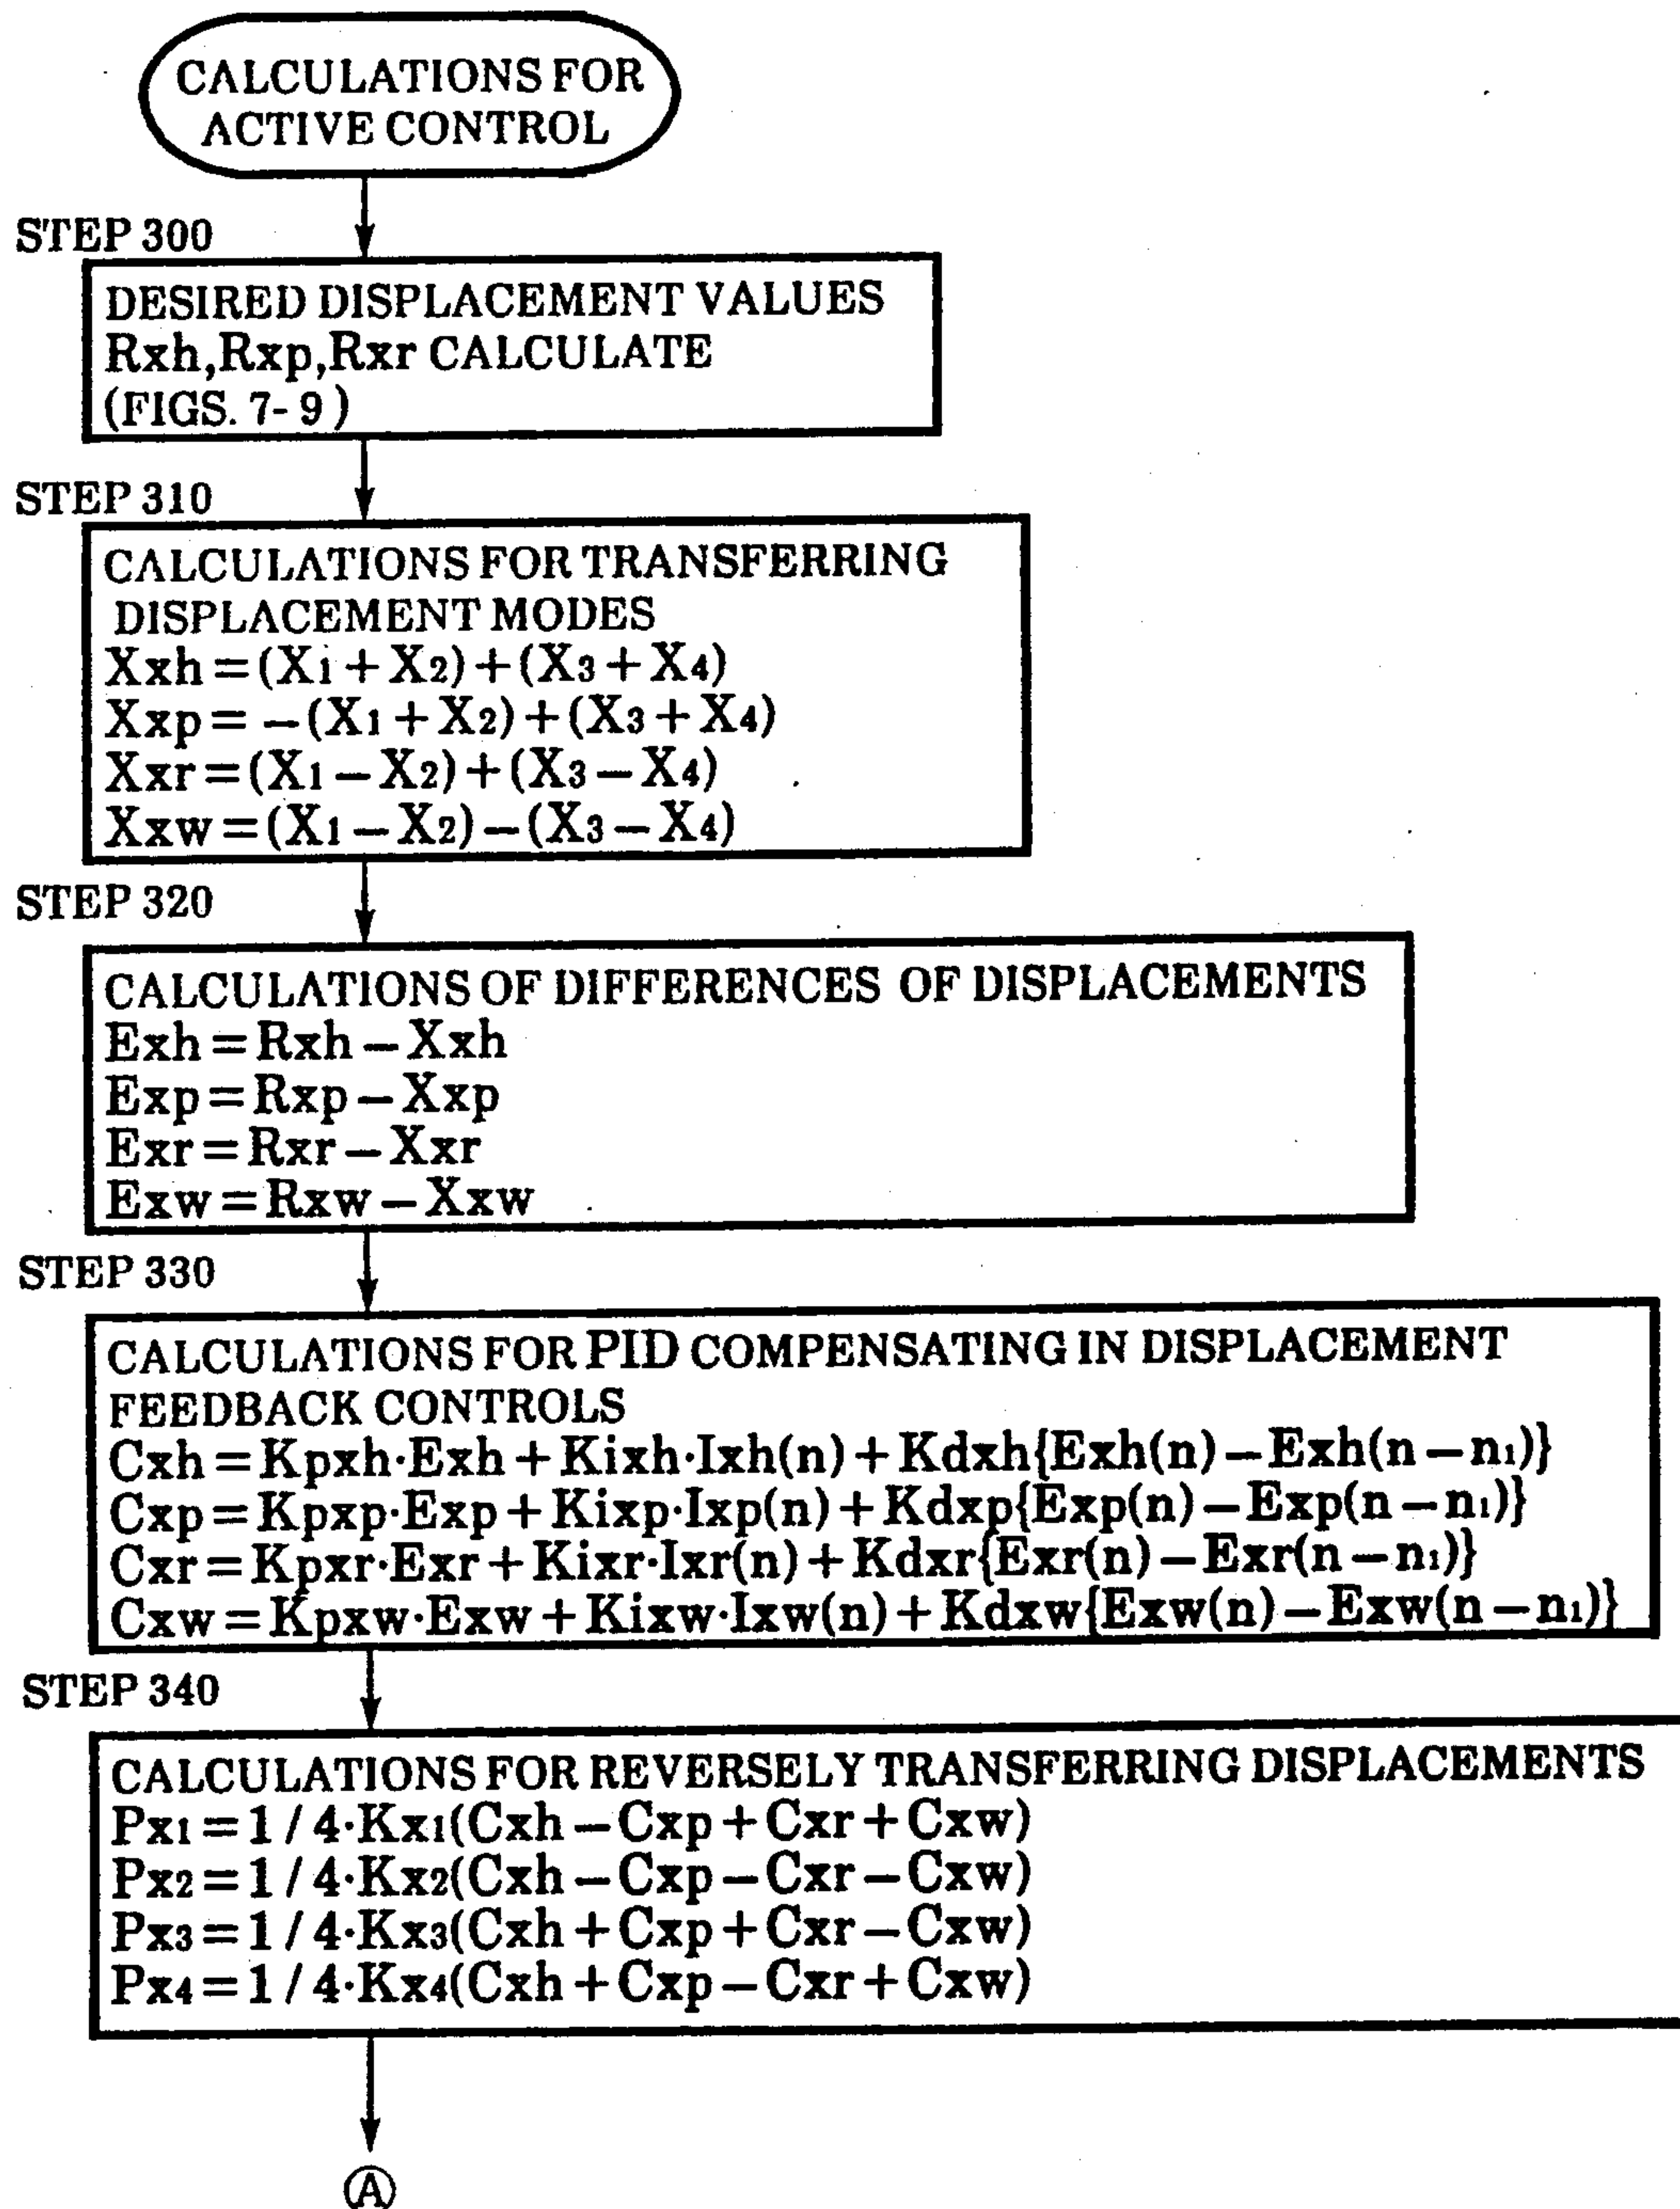 CALCULATIONS FOR
ACTIVE CONTROL
STEP 300
DESIRED DISPLACEMENT VALUES
Rxh,Rxp,Rxr CALCULATE
(FIGS. 7-9)
STEP 310
CALCULATIONS FOR TRANSFERRING
DISPLACEMENT MODES
Xxh=(X1+X2)+(X3+X4)
Xxp=-(X1+X2)+(X3+X4)
Xxr=(X1-X2)+(X3-X4)
Xxw=(X1-X2)-(X3-X4)
STEP 320
CALCULATIONS OF DIFFERENCES OF DISPLACEMENTS
Exh=Rxh-Xxh
Exp=Rxp-Xxp
Exr=Rxr-Xxr
Exw=Rxw-Xxw
STEP 330
CALCULATIONS FOR PID COMPENSATING IN DISPLACEMENT
FEEDBACK CONTROLS
Cxh=Kpxh·Exh+Kixh·Ixh(n)+Kdxh{Exh(n)-Exh(n-n1)}
Cxp=Kpxp·Exp+Kixp·Ixp(n)+Kdxp{Exp(n)-Exp(n-n1)}
Cxr=Kpxr·Exr+Kixr·Ixr(n)+Kdxr{Exr(n)-Exr(n-n1)}
Cxw=Kpxw·Exw+Kixw·Ixw(n)+Kdxw{Exw(n)-Exw(n-n1)}
STEP 340
CALCULATIONS FOR REVERSELY TRANSFERRING DISPLACEMENTS
Px1=1/4·Kx1(Cxh-Cxp+Cxr+Cxw)
Px2=1/4·Kx2(Cxh-Cxp-Cxr-Cxw)
Px3=1/4·Kx3(Cxh+Cxp+Cxr-Cxw)
Px4=1/4·Kx4(Cxh+Cxp-Cxr+Cxw)
A